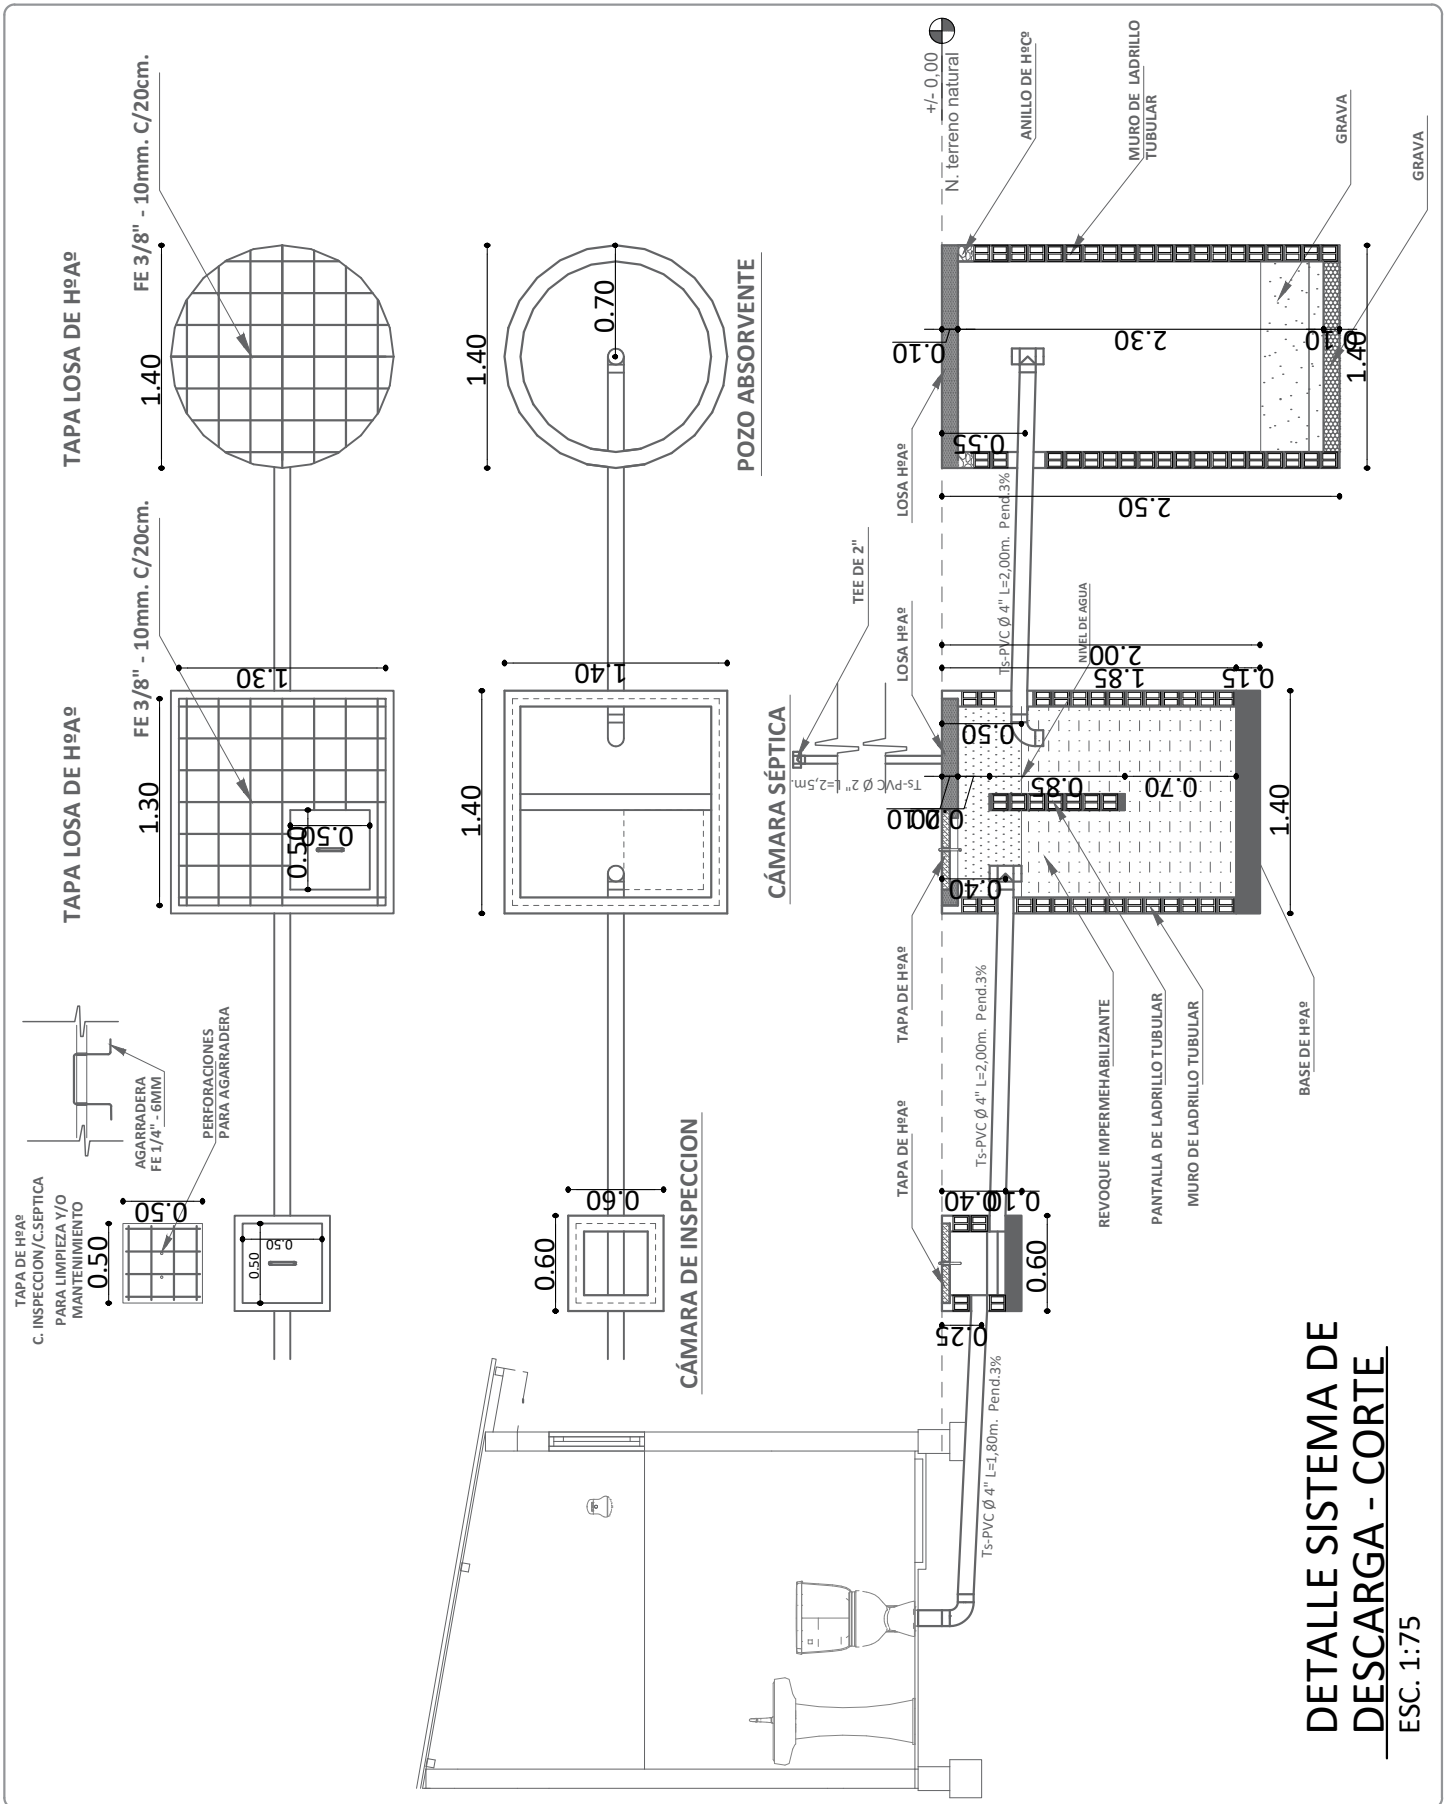 TAPA DE HºAº
C. INSPECCION/C.SEPTICA
PARA LIMPIEZA Y/O
MANTENIMIENTO
0.50
0.50
AGARRADERA
FE 1/4" - 6MM
PERFORACIONES
PARA AGARRADERA
0.50
0.50
TAPA LOSA DE HºAº
FE 3/8" - 10mm. C/20cm.
1.30
1.30
0.50
0.50
TAPA LOSA DE HºAº
FE 3/8" - 10mm. C/20cm.
1.40
0.60
0.60
CÁMARA DE INSPECCION
1.40
1.40
CÁMARA SÉPTICA
1.40
0.70
POZO ABSORVENTE
+/- 0,00
N. terreno natural
TAPA DE HºAº
TAPA DE HºAº
LOSA HºAº
TEE DE 2"
Ts-PVC Ø 2" L=2,5m.
LOSA HºAº
ANILLO DE HºCº
MURO DE LADRILLO
TUBULAR
GRAVA
GRAVA
Ts-PVC Ø 4" L=1,80m. Pend.3%
0.25
0.40
0.10
0.60
Ts-PVC Ø 4" L=2,00m. Pend.3%
0.40
0.10
0.20
0.50
0.85
0.70
1.85
0.15
2.00
1.40
NIVEL DE AGUA
Ts-PVC Ø 4" L=2,00m. Pend.3%
0.55
0.10
2.30
2.50
1.40
REVOQUE IMPERMEHABILIZANTE
PANTALLA DE LADRILLO TUBULAR
MURO DE LADRILLO TUBULAR
BASE DE HºAº
DETALLE SISTEMA DE
DESCARGA - CORTE
ESC. 1:75